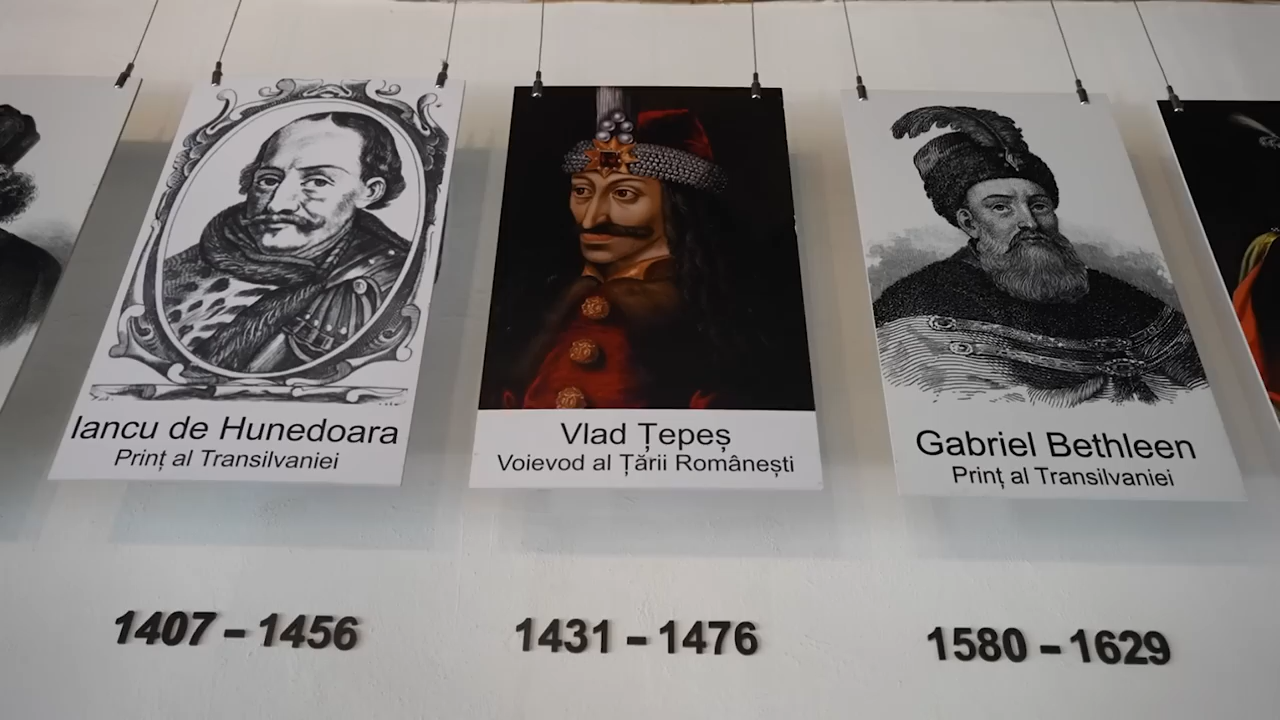 Iancu de Hunedoara
Prinț al Transilvaniei
Vlad Țepeș
Voievod al Țării Românești
Gabriel Bethleen
Prinț al Transilvaniei
1407 – 1456
1431 – 1476
1580 – 1629